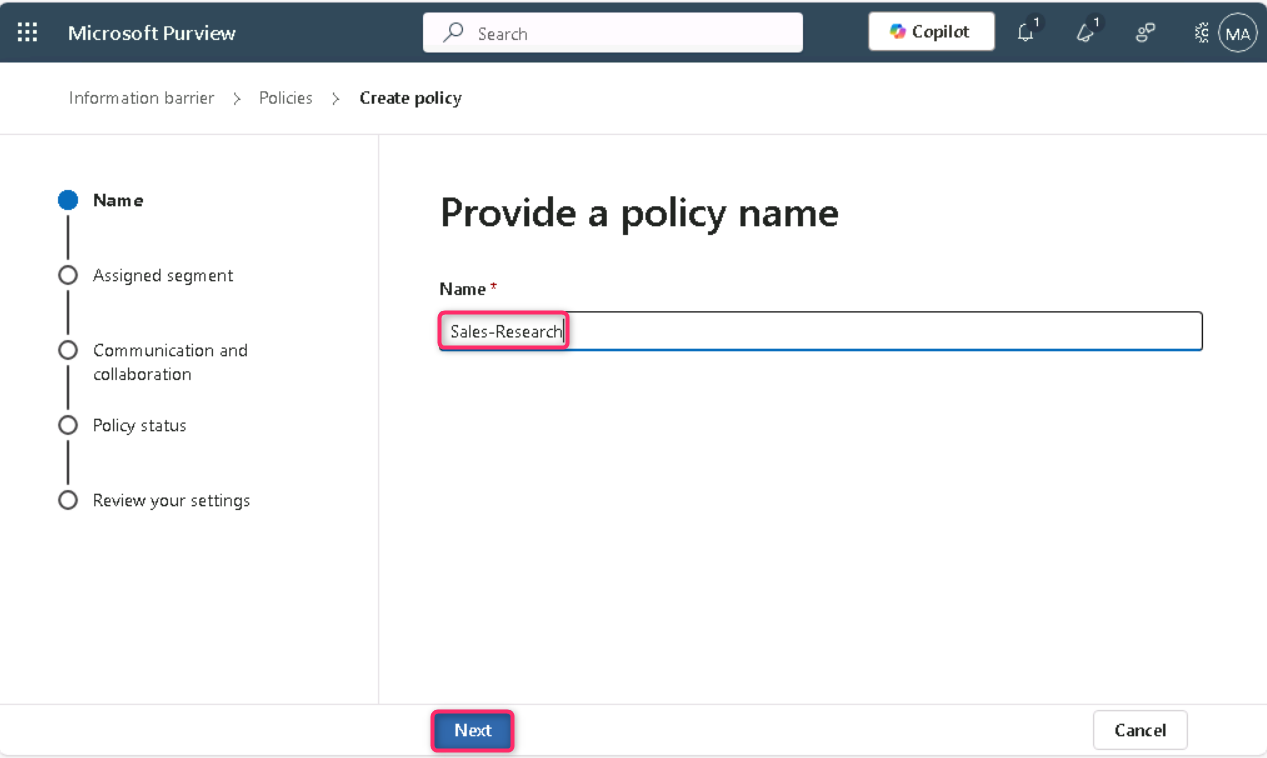 Microsoft Purview
Search
Copilot
1
1
MA
Information barrier > Policies > Create policy
Name
Assigned segment
Communication and
collaboration
Policy status
Review your settings
Provide a policy name
Name *
Sales-Research
Next
Cancel